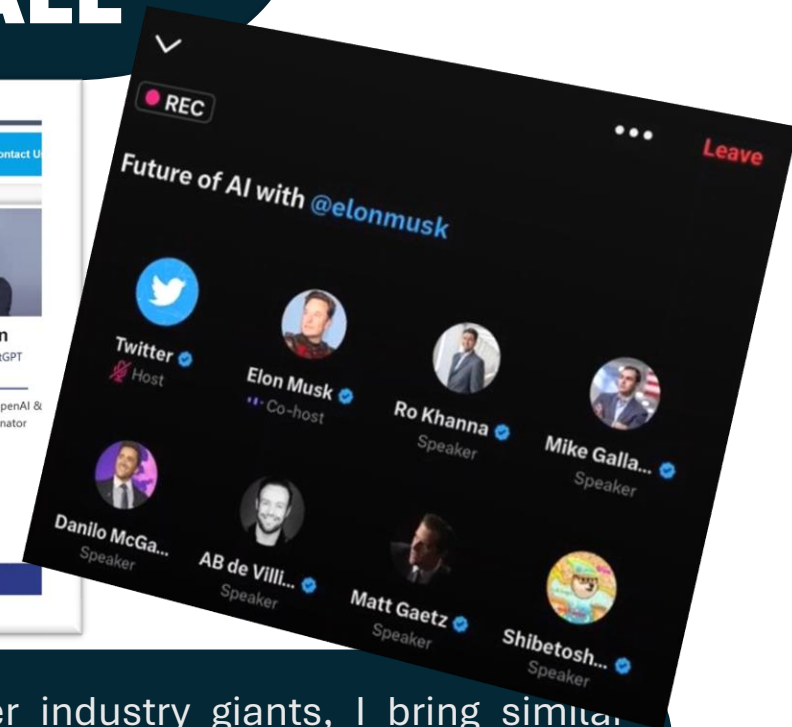 ALL
ontact U
n
tGPT
penAI &
nator
REC
Leave
Future of AI with @elonmusk
Twitter
Host
Elon Musk
Co-host
Ro Khanna
Speaker
Mike Galla...
Speaker
Danilo McGa...
Speaker
AB de Villi...
Speaker
Matt Gaetz
Speaker
Shibetosh...
Speaker
er industry giants, I bring similar